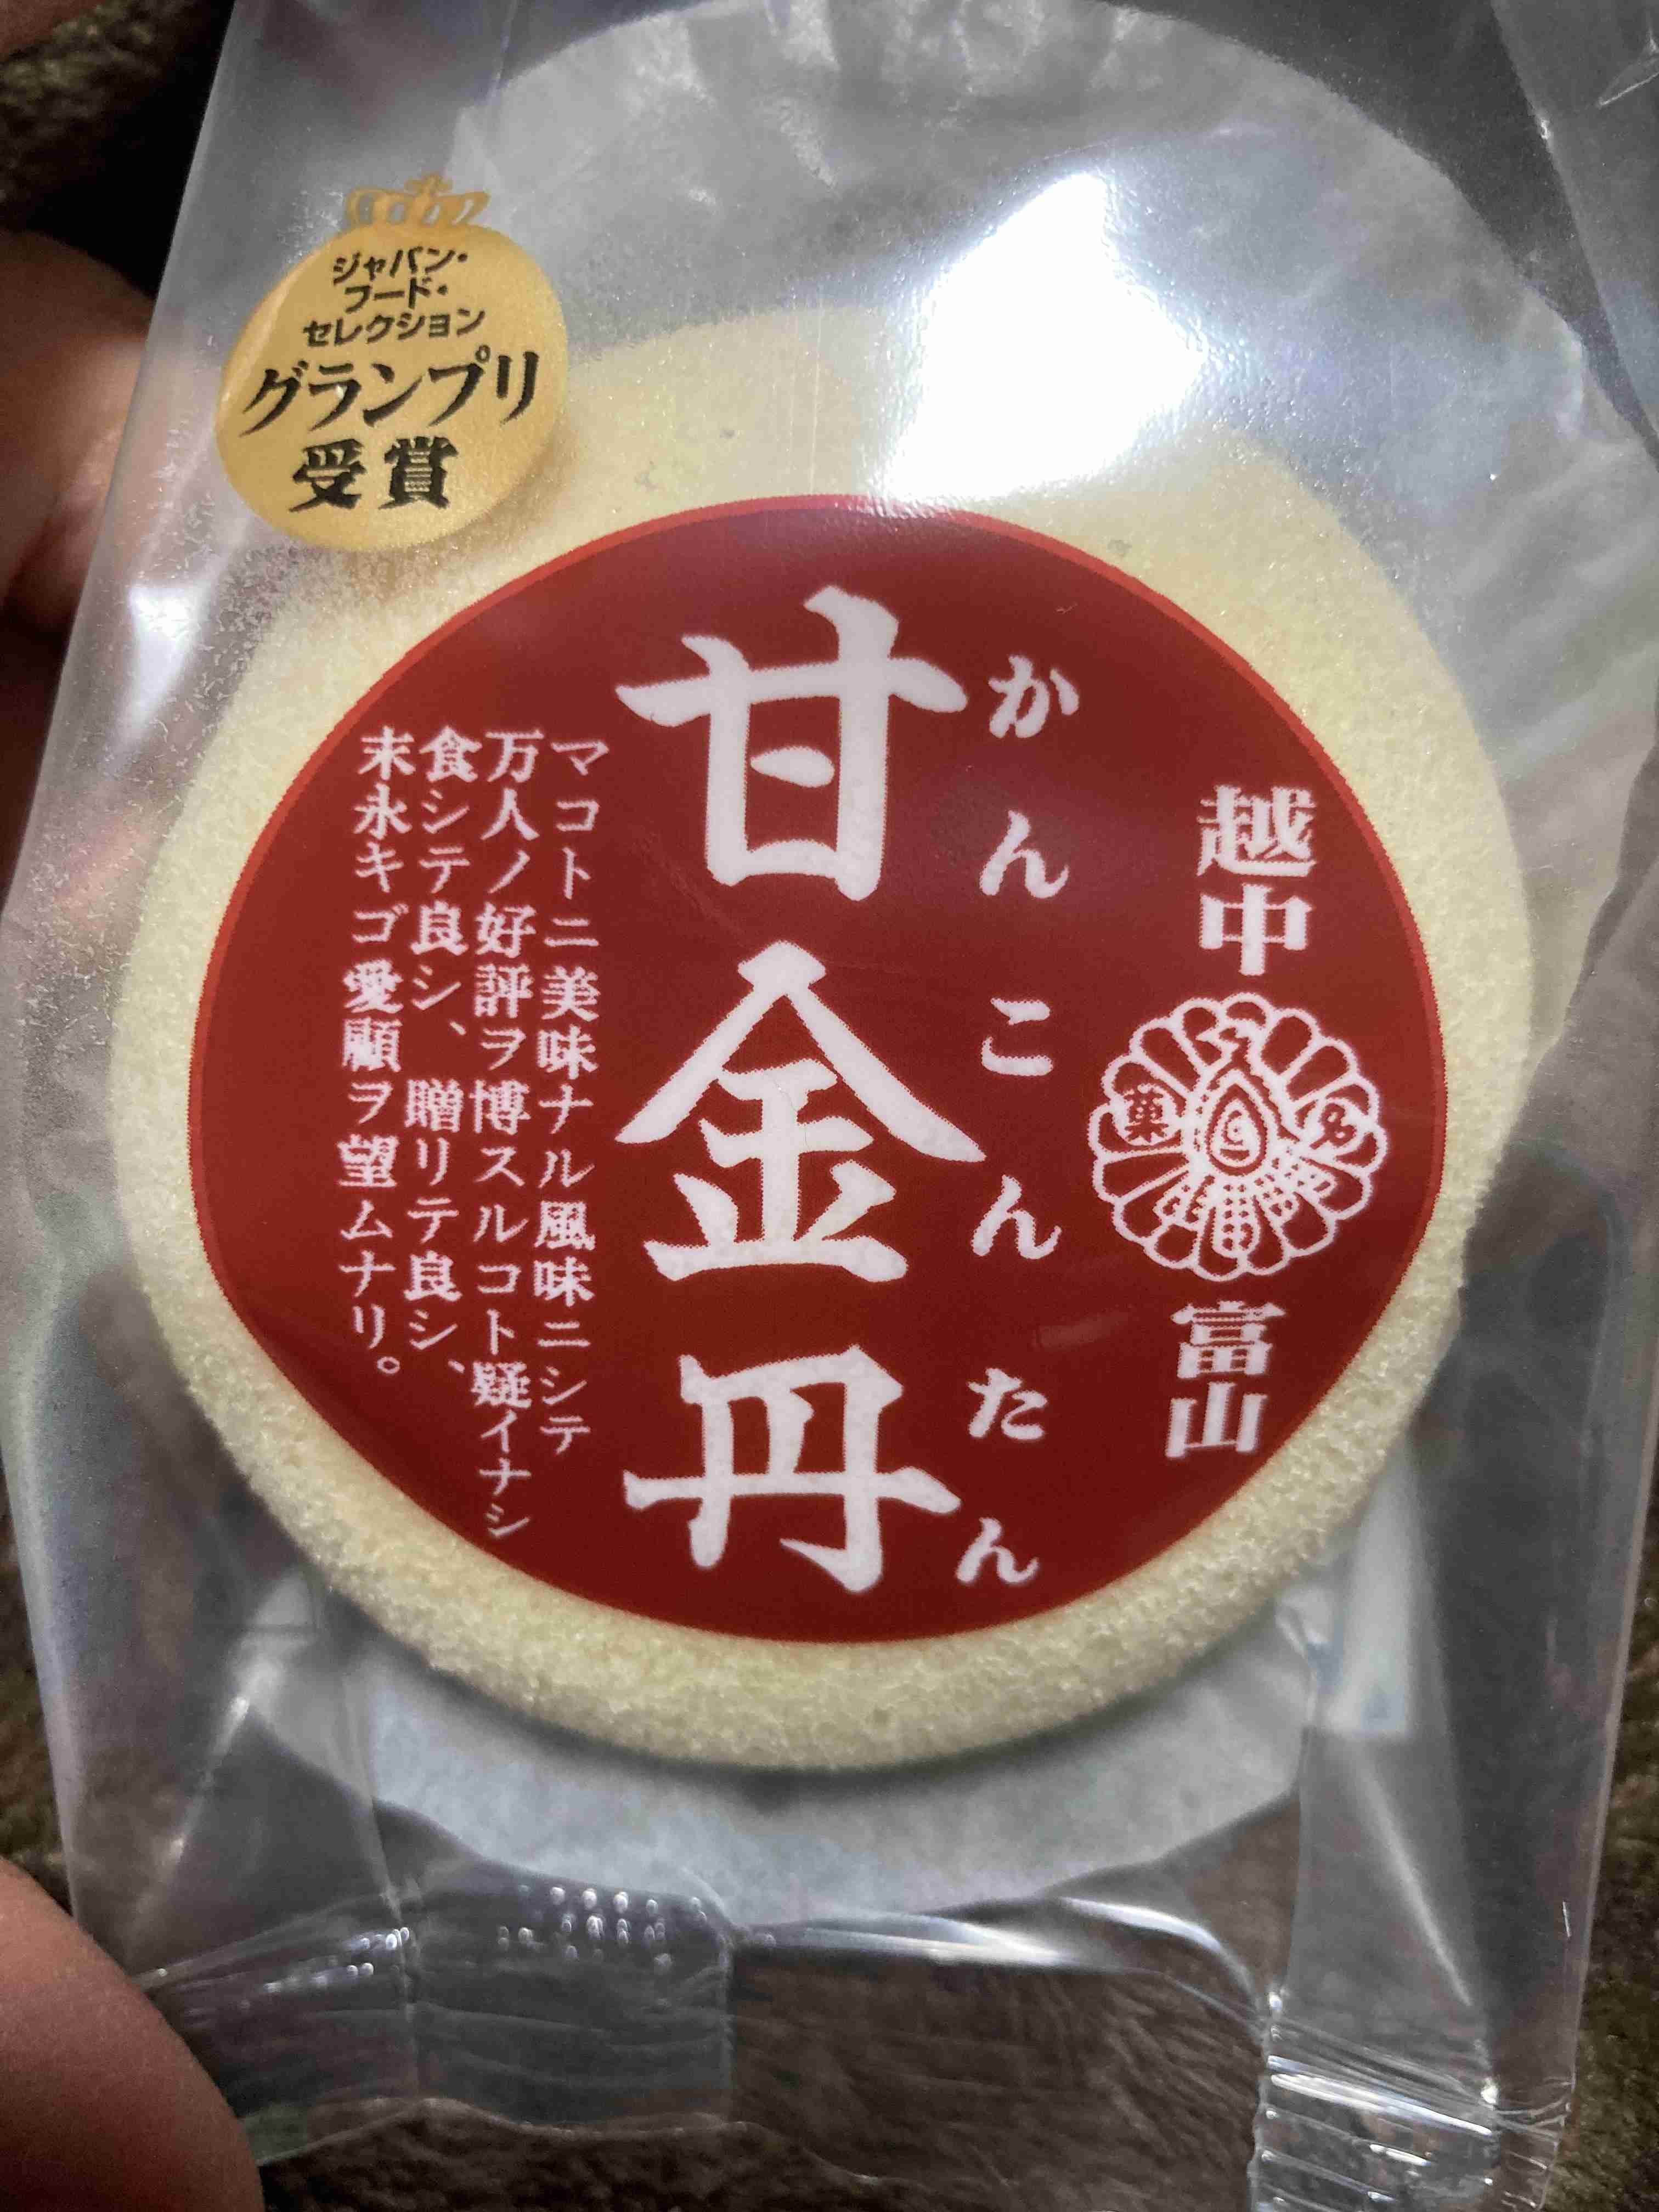 ジャパン・
フード・
セレクション
グランプリ
受賞
越中
銘
菓
富山
かんこんたん
甘金丹
マコトニ美味ナル風味ニシテ
万人ノ好評ヲ博スルコト疑イナシ
食シテ良シ、贈リテ良シ、
末永キゴ愛顧ヲ望ムナリ。